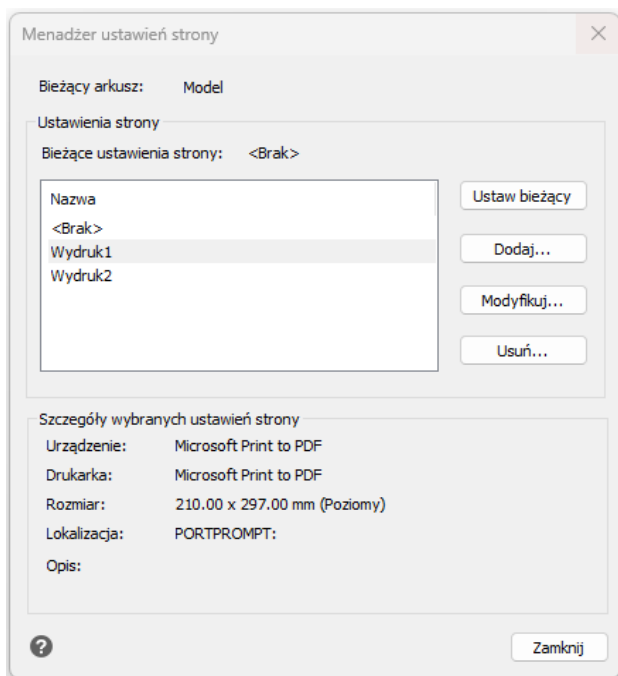 Menadżer ustawień strony
Bieżący arkusz: Model
Ustawienia strony
Bieżące ustawienia strony: <Brak>
Nazwa
<Brak>
Wydruk1
Wydruk2
Ustaw bieżący
Dodaj...
Modyfikuj...
Usuń...
Szczegóły wybranych ustawień strony
Urządzenie: Microsoft Print to PDF
Drukarka: Microsoft Print to PDF
Rozmiar: 210.00 x 297.00 mm (Poziomy)
Lokalizacja: PORTPROMPT:
Opis:
?
Zamknij